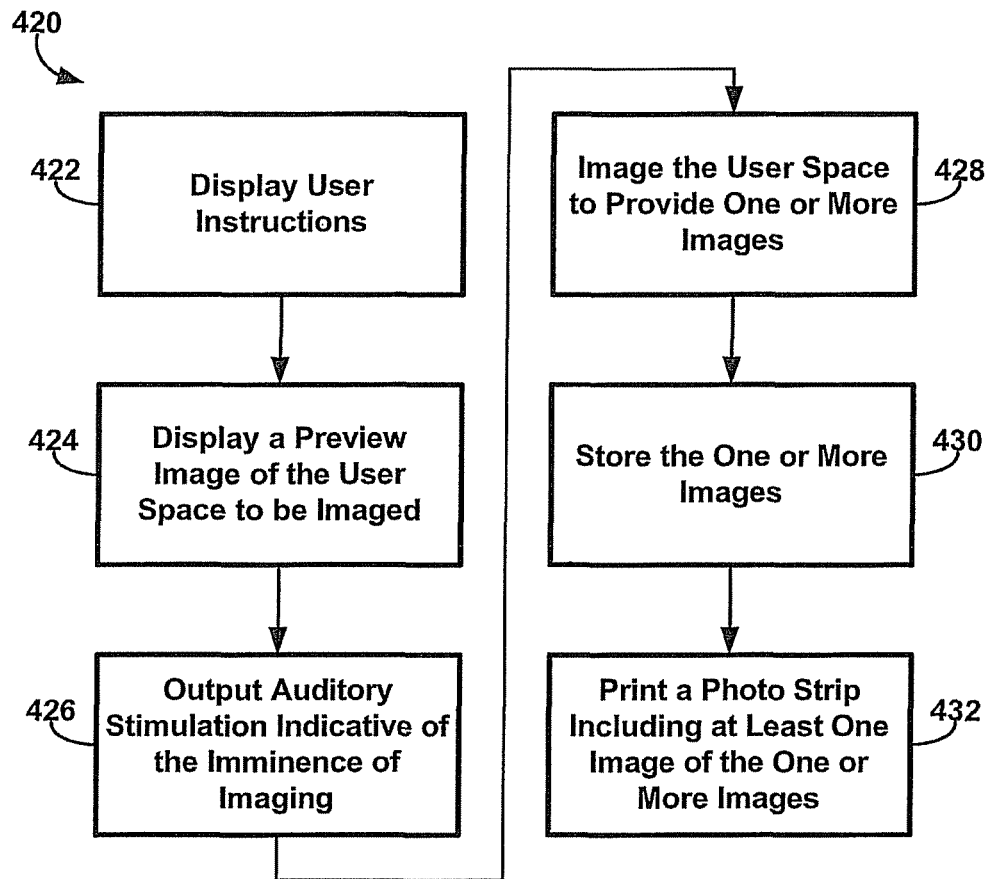 420
422
Display User
Instructions
424
Display a Preview
Image of the User
Space to be Imaged
426
Output Auditory
Stimulation Indicative of
the Imminence of
Imaging
Image the User Space
to Provide One or More
Images
428
Store the One or More
Images
430
Print a Photo Strip
Including at Least One
Image of the One or
More Images
432